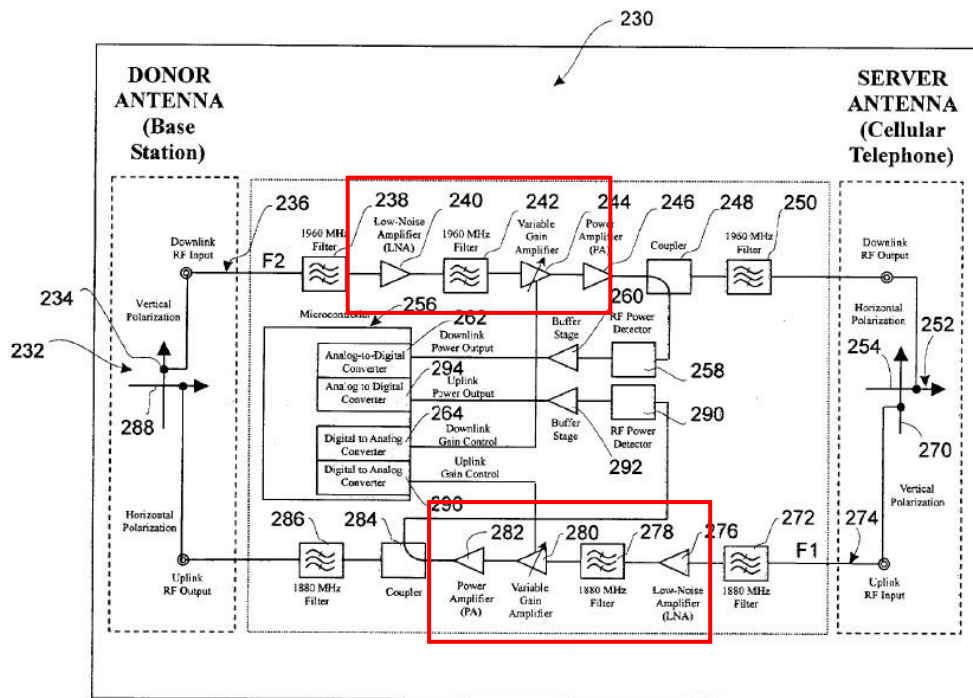 230
DONOR
ANTENNA
(Base
Station)
SERVER
ANTENNA
(Cellular
Telephone)
236
238
240
242
244
246
248
250
Downlink
RF Input
F2
1960 MHz
Filter
Low-Noise
Amplifier
(LNA)
1960 MHz
Filter
Variable
Gain
Amplifier
Power
Amplifier
(PA)
Coupler
1960 MHz
Filter
Downlink
RF Output
234
232
Vertical
Polarization
288
Microcontroller
256
262
260
Analog-to-Digital
Converter
Downlink
Power Output
Buffer
Stage
RF Power
Detector
258
294
Analog to Digital
Converter
Uplink
Power Output
290
264
Digital to Analog
Converter
Downlink
Gain Control
Buffer
Stage
292
RF Power
Detector
Digital to Analog
Converter
Uplink
Gain Control
Horizontal
Polarization
254
252
270
Vertical
Polarization
Horizontal
Polarization
286
284
282
280
278
276
272
274
F1
Uplink
RF Output
1880 MHz
Filter
Coupler
Power
Amplifier
(PA)
Variable
Gain
Amplifier
1880 MHz
Filter
Low-Noise
Amplifier
(LNA)
1880 MHz
Filter
Uplink
RF Input